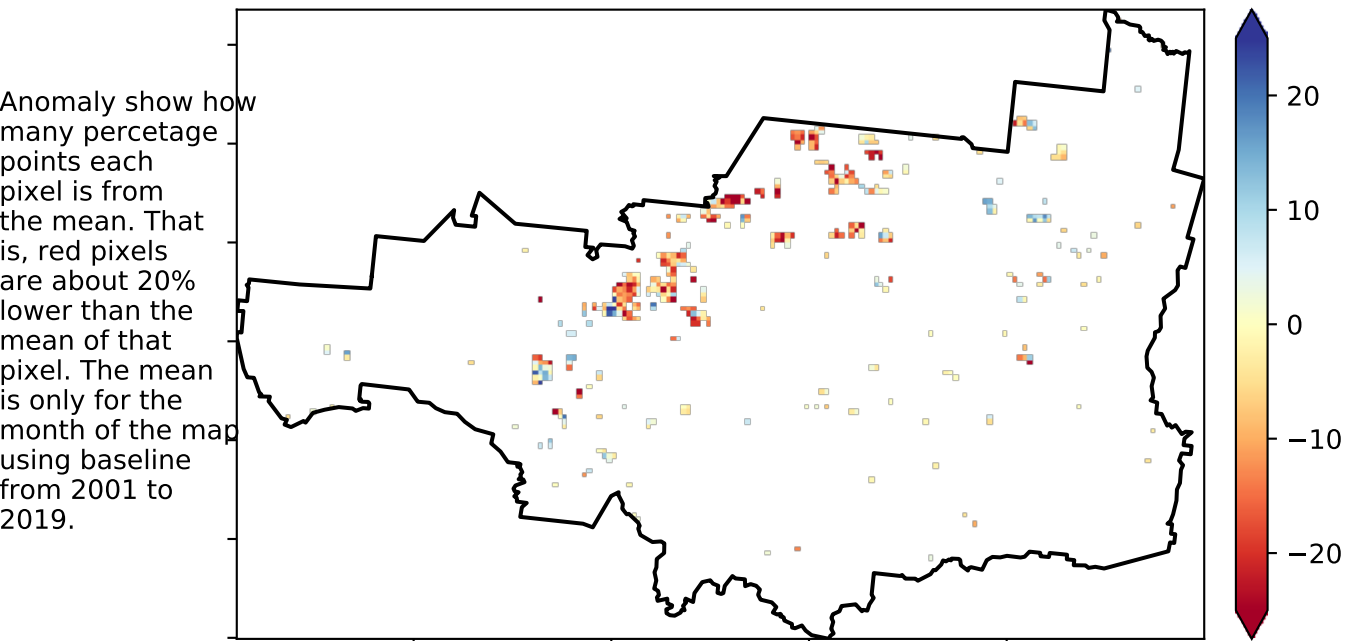 Anomaly show how
many percetage
points each
pixel is from
the mean. That
is, red pixels
are about 20%
lower than the
mean of that
pixel. The mean
is only for the
month of the map
using baseline
from 2001 to
2019.
20
10
0
−10
−20